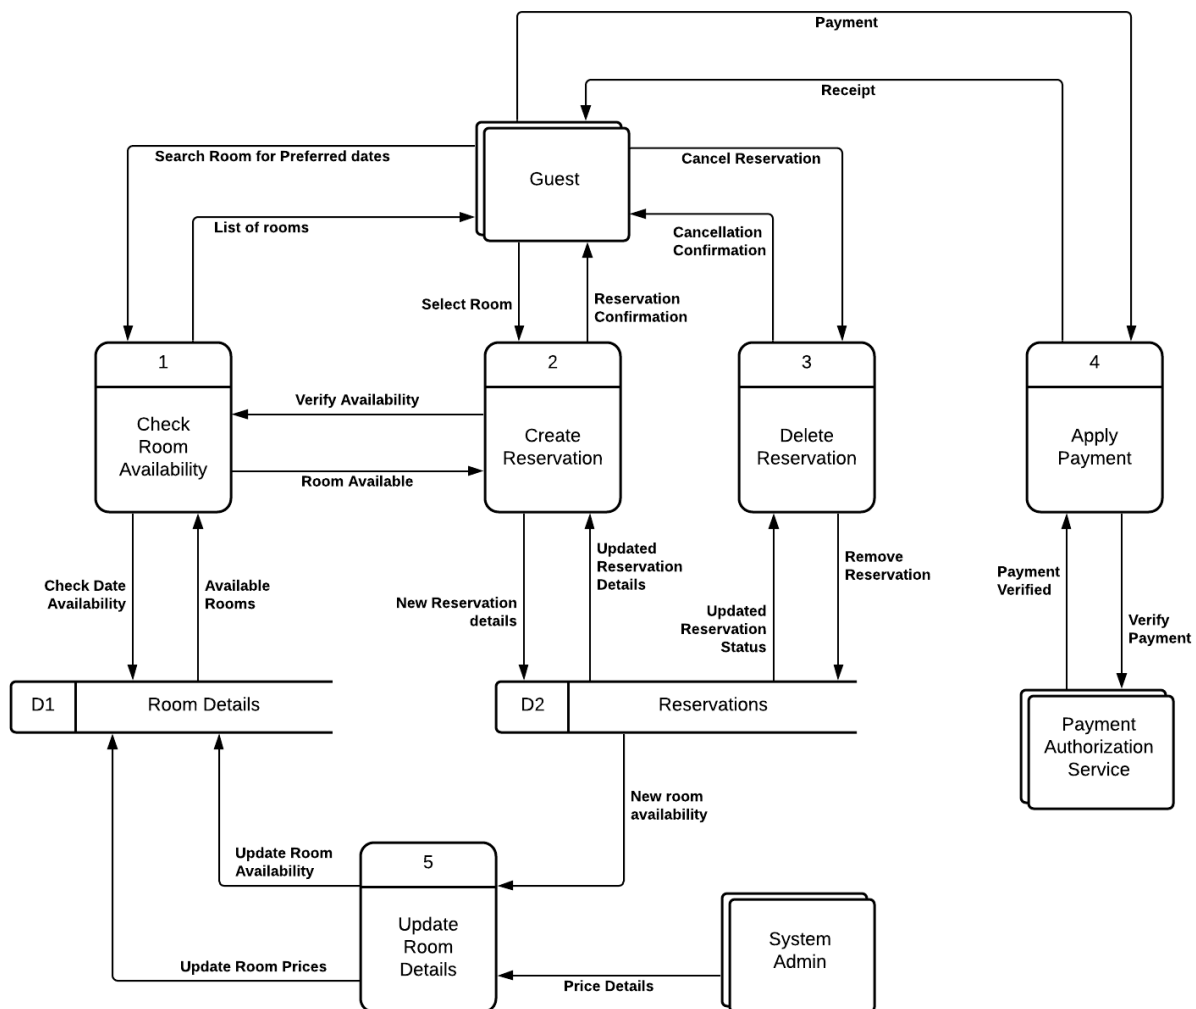 Payment
Receipt
Search Room for Preferred dates
Cancel Reservation
Guest
List of rooms
Cancellation
Confirmation
Select Room
Reservation
Confirmation
1
2
3
4
Verify Availability
Check
Room
Availability
Create
Reservation
Delete
Reservation
Apply
Payment
Room Available
Check Date
Availability
Available
Rooms
New Reservation
details
Updated
Reservation
Details
Updated
Reservation
Status
Remove
Reservation
Payment
Verified
Verify
Payment
D1
Room Details
D2
Reservations
Payment
Authorization
Service
New room
availability
Update Room
Availability
5
Update
Room
Details
Update Room Prices
Price Details
System
Admin